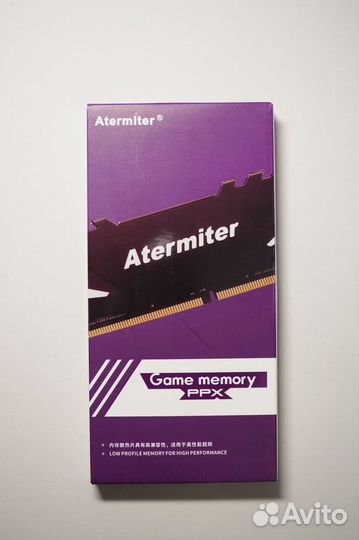 Atermiter®
Atermiter
Game memory
PPX
> 内存散热片具有高兼容性，适用于高性能超频
> LOW PROFILE MEMORY FOR HIGH PERFORMANCE
Avito